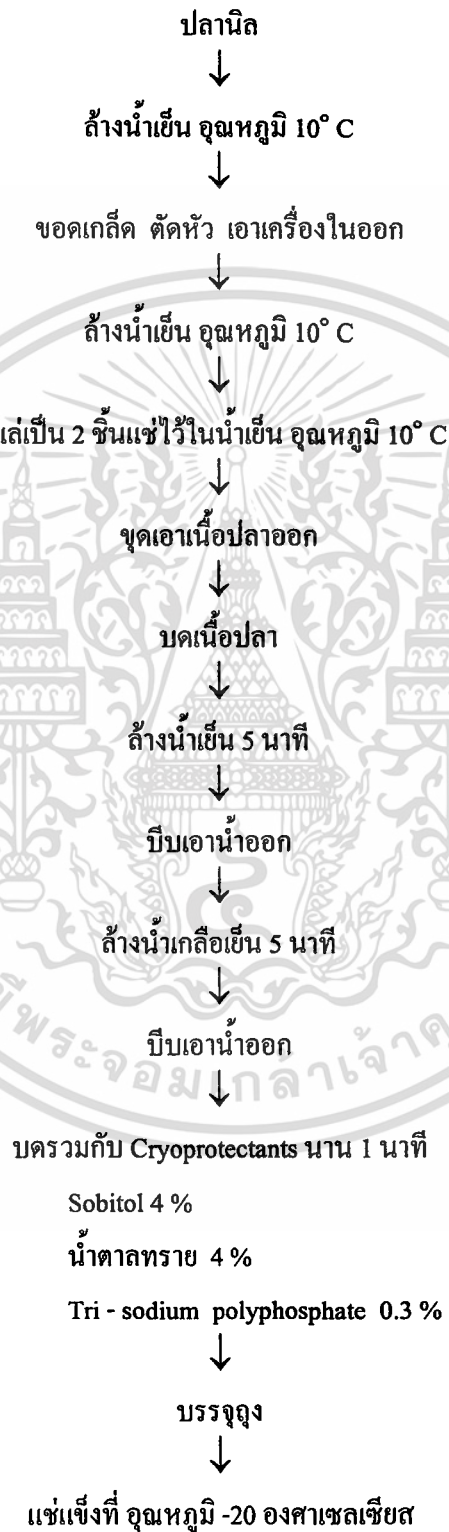 ปลานิล
↓
ล้างน้ำเย็น อุณหภูมิ 10° C
↓
ขอดเกล็ด ตัดหัว เอาเครื่องในออก
↓
ล้างน้ำเย็น อุณหภูมิ 10° C
↓
แล่เป็น 2 ชิ้นแช่ไว้ในน้ำเย็น อุณหภูมิ 10° C
↓
ขุดเอาเนื้อปลาออก
↓
บดเนื้อปลา
↓
ล้างน้ำเย็น 5 นาที
↓
บีบเอาน้ำออก
↓
ล้างน้ำเกลือเย็น 5 นาที
↓
บีบเอาน้ำออก
↓
บดรวมกับ Cryoprotectants นาน 1 นาที
Sobitol 4 %
น้ำตาลทราย 4 %
Tri - sodium polyphosphate 0.3 %
↓
บรรจุถุง
↓
แช่แข็งที่ อุณหภูมิ -20 องศาเซลเซียส